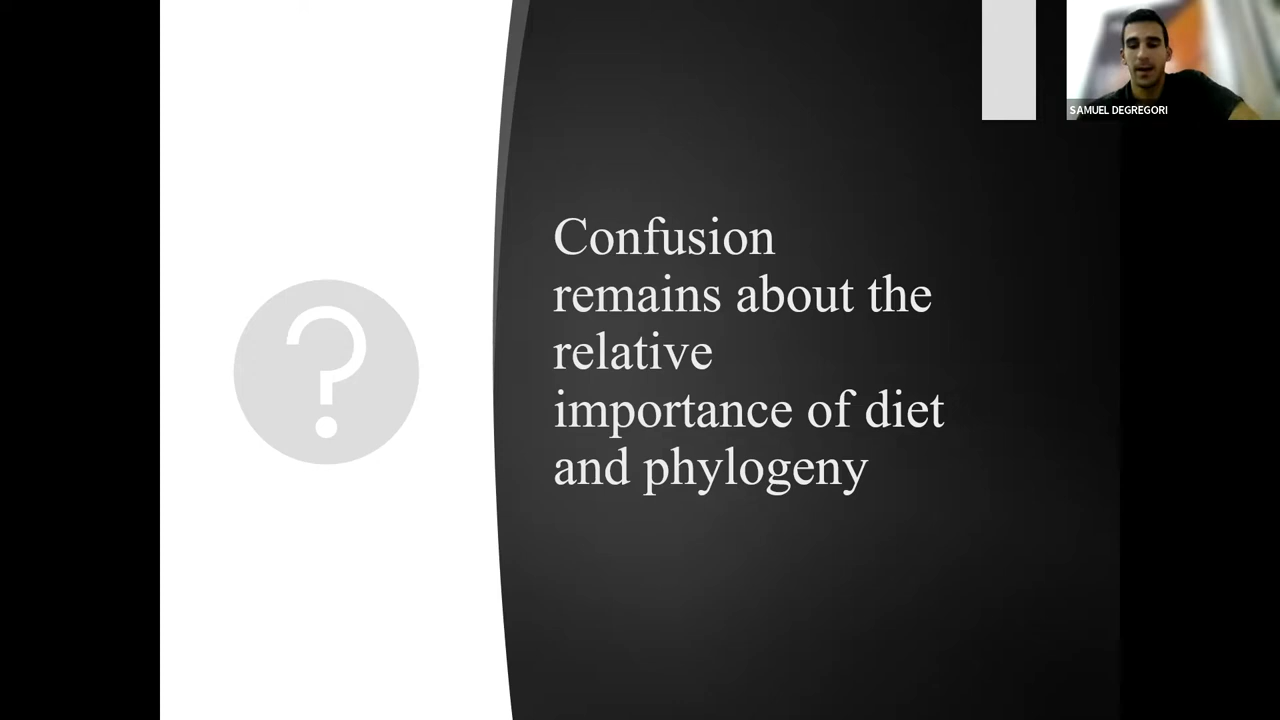 SAMUEL DEGREGORI
Confusion
remains about the
relative
importance of diet
and phylogeny